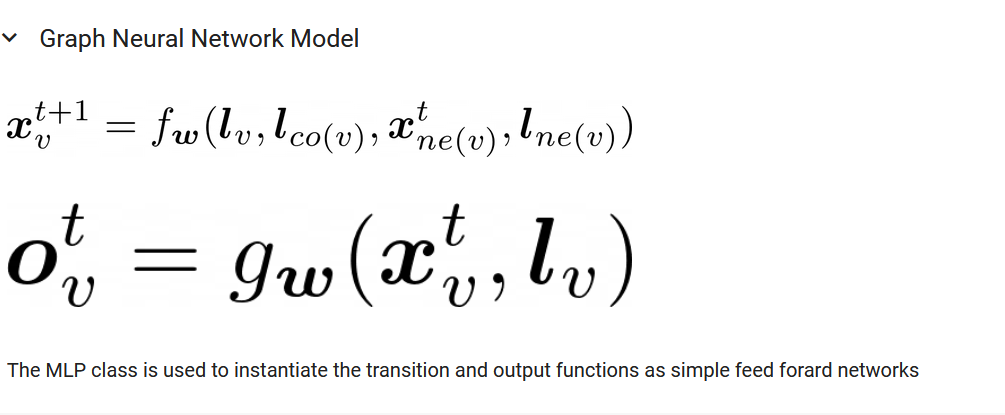 Graph Neural Network Model
$\boldsymbol{x}_v^{t+1} = f_{\boldsymbol{w}}(\boldsymbol{l}_v, \boldsymbol{l}_{co(v)}, \boldsymbol{x}_{ne(v)}^t, \boldsymbol{l}_{ne(v)})$
$\boldsymbol{o}_v^t = g_{\boldsymbol{w}}(\boldsymbol{x}_v^t, \boldsymbol{l}_v)$
The MLP class is used to instantiate the transition and output functions as simple feed forard networks